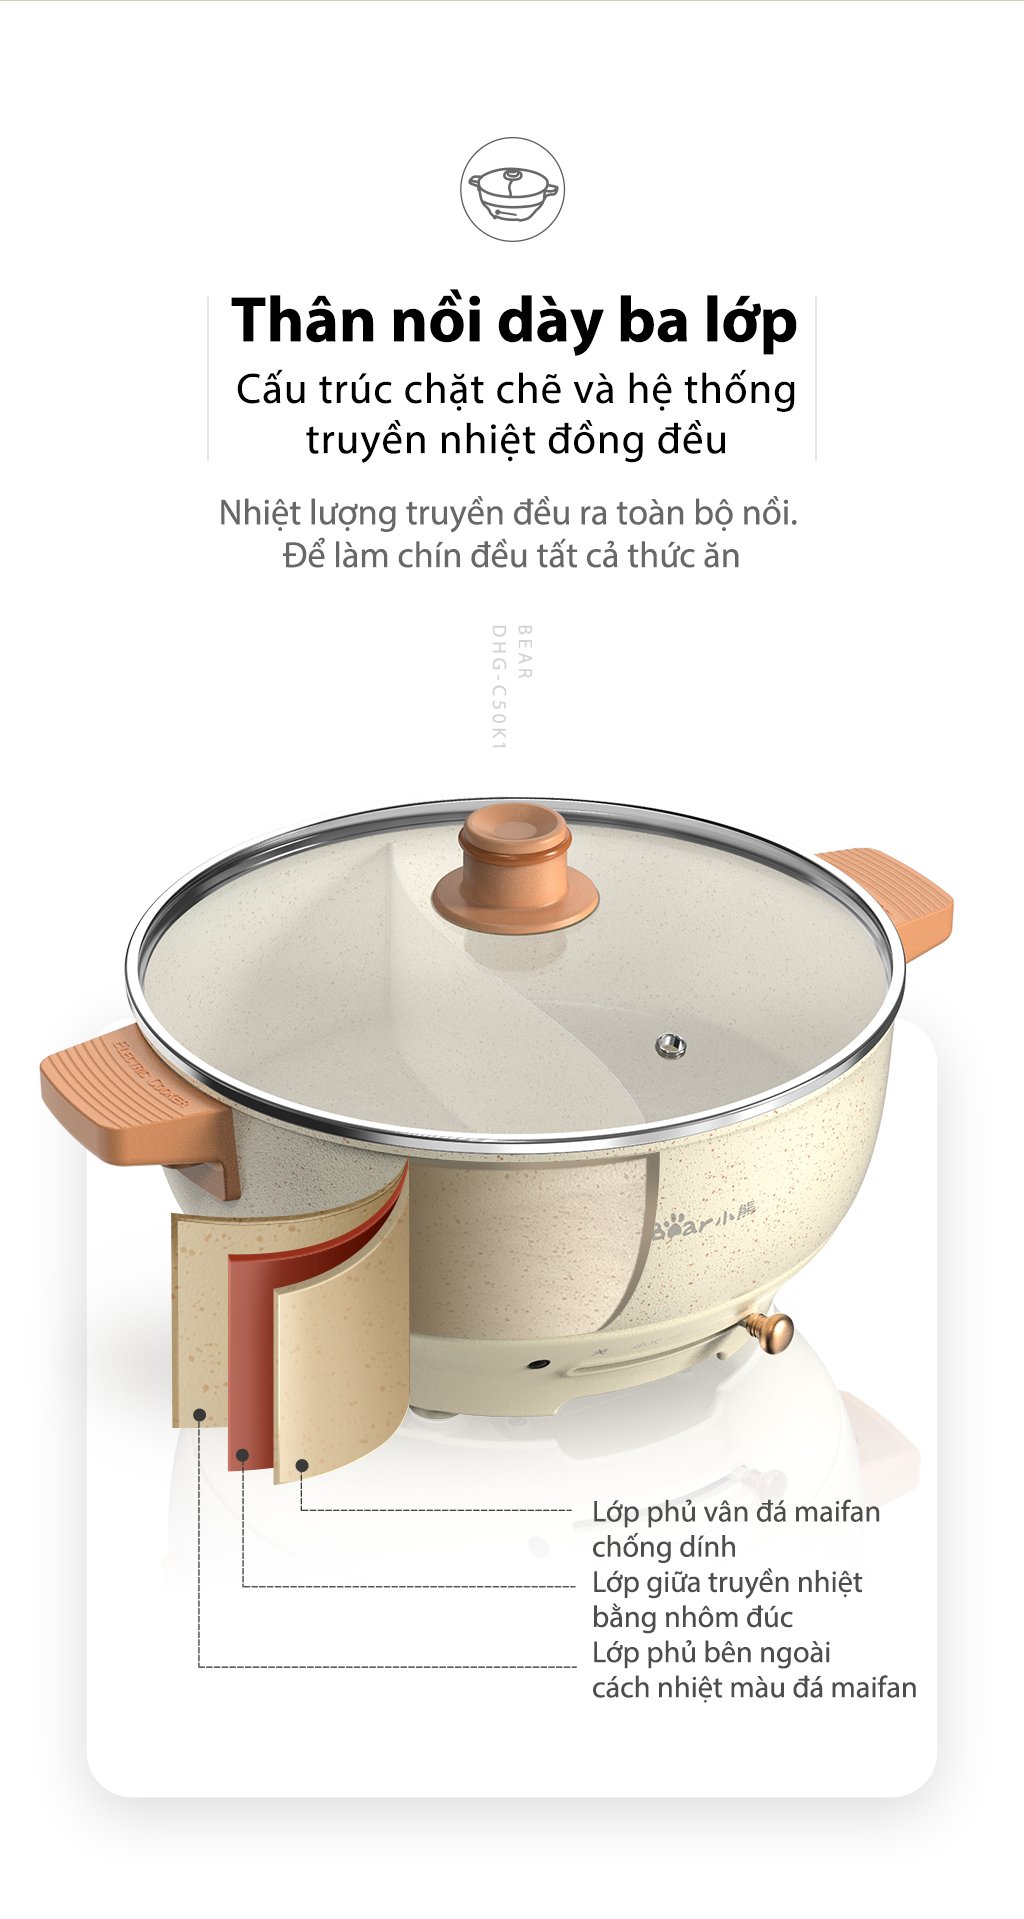 Thân nồi dày ba lớp
Cấu trúc chặt chẽ và hệ thống
truyền nhiệt đồng đều
Nhiệt lượng truyền đều ra toàn bộ nồi.
Để làm chín đều tất cả thức ăn
BEAR
DHG-C50K1
ELECTRIC COOKER
Bear小熊
Lớp phủ vân đá maifan
chống dính
Lớp giữa truyền nhiệt
bằng nhôm đúc
Lớp phủ bên ngoài
cách nhiệt màu đá maifan